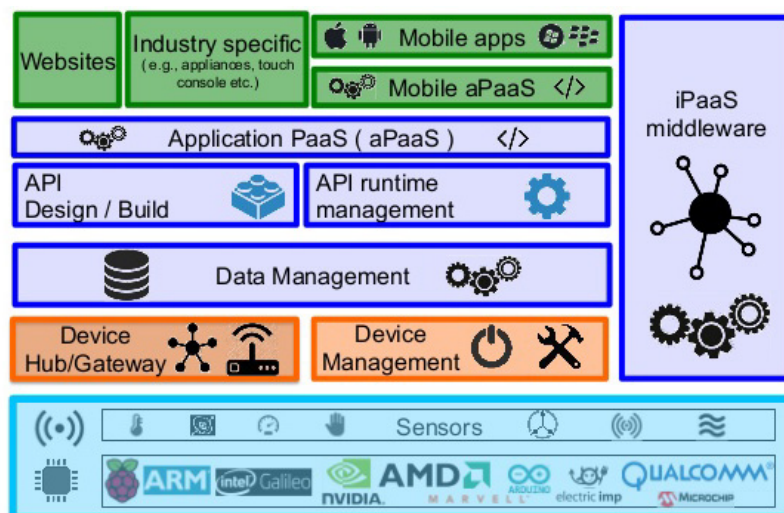 Websites
Industry specific
( e.g., appliances, touch
console etc.)
Mobile apps
Mobile aPaaS </>
iPaaS
middleware
Application PaaS ( aPaaS ) </>
API
Design / Build
API runtime
management
Data Management
Device
Hub/Gateway
Device
Management
Sensors
ARM
intel Galileo
NVIDIA.
AMD
MARVELL
ARDUINO
electric imp
QUALCOMM®
MICROCHIP